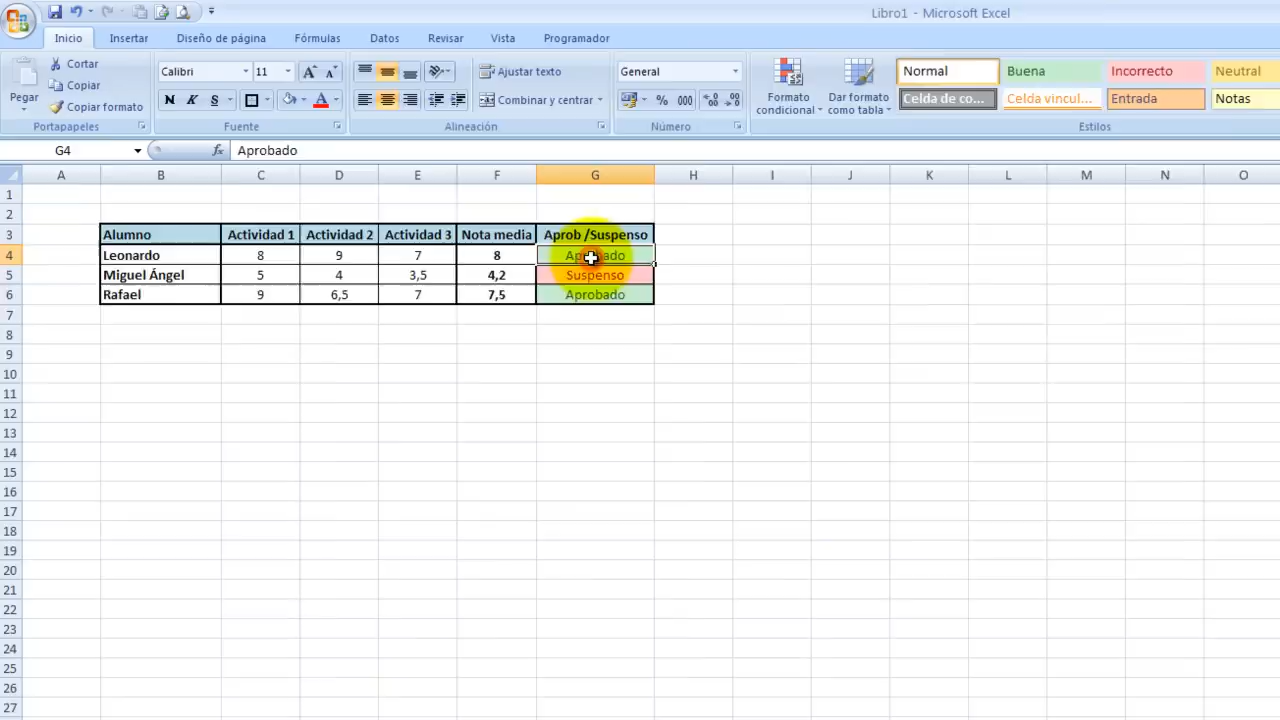 Libro1 - Microsoft Excel
Inicio Insertar Diseño de página Fórmulas Datos Revisar Vista Programador
Pegar
Cortar
Copiar
Copiar formato
Portapapeles
Calibri 11
N K S
Fuente
Ajustar texto
Combinar y centrar
Alineación
General
% 000
Número
Formato condicional
Dar formato como tabla
Normal Buena Incorrecto Neutral
Celda de co... Celda vincul... Entrada Notas
Estilos
G4 fx Aprobado
A B C D E F G H I J K L M N O
1
2
3 Alumno Actividad 1 Actividad 2 Actividad 3 Nota media Aprob /Suspenso
4 Leonardo 8 9 7 8 Aprobado
5 Miguel Ángel 5 4 3,5 4,2 Suspenso
6 Rafael 9 6,5 7 7,5 Aprobado
7
8
9
10
11
12
13
14
15
16
17
18
19
20
21
22
23
24
25
26
27